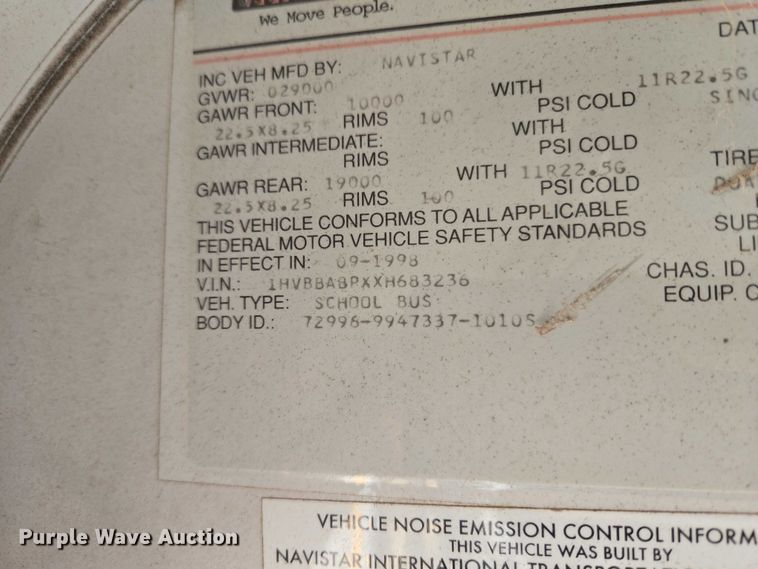 We Move People.
DAT
INC VEH MFD BY: NAVISTAR
GVWR: 029000
GAWR FRONT: 10000 WITH 11R22.5G
22.5X8.25 RIMS 100 PSI COLD SING
GAWR INTERMEDIATE: WITH
RIMS PSI COLD
GAWR REAR: 19000 WITH 11R22.5G TIRE
22.5X8.25 RIMS 100 PSI COLD
THIS VEHICLE CONFORMS TO ALL APPLICABLE
FEDERAL MOTOR VEHICLE SAFETY STANDARDS SUB
IN EFFECT IN: 09-1998 LI
V.I.N.: 1HVBBABPXXH683236 CHAS. ID.
VEH. TYPE: SCHOOL BUS EQUIP. C
BODY ID.: 72996-9947337-1010S
VEHICLE NOISE EMISSION CONTROL INFORM
THIS VEHICLE WAS BUILT BY
NAVISTAR INTERNATIONAL
Purple Wave Auction